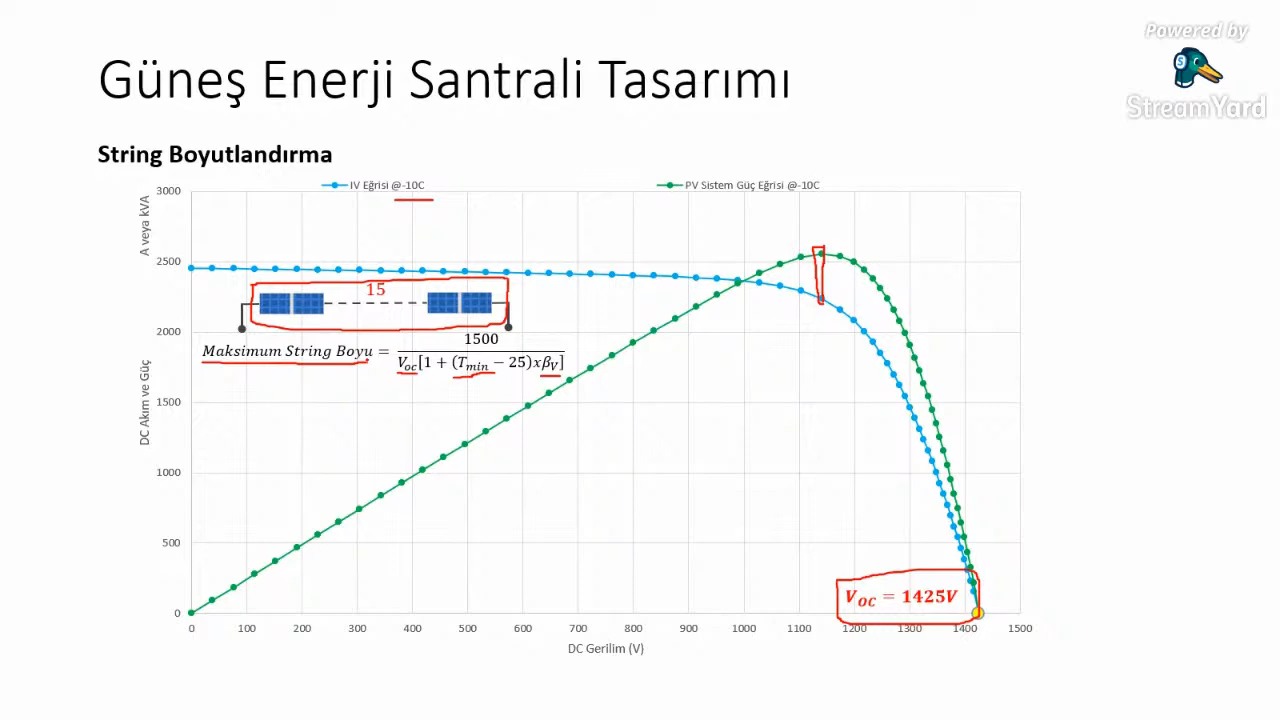 Powered by
StreamYard
Güneş Enerji Santrali Tasarımı
String Boyutlandırma
IV Eğrisi @-10C
PV Sistem Güç Eğrisi @-10C
A veya kVA
DC Akım ve Güç
3000
2500
2000
1500
1000
500
0
15
Maksimum String Boyu = 1500
V_oc[1 + (T_min − 25)xβ_V]
V_OC = 1425V
0 100 200 300 400 500 600 700 800 900 1000 1100 1200 1300 1400 1500
DC Gerilim (V)